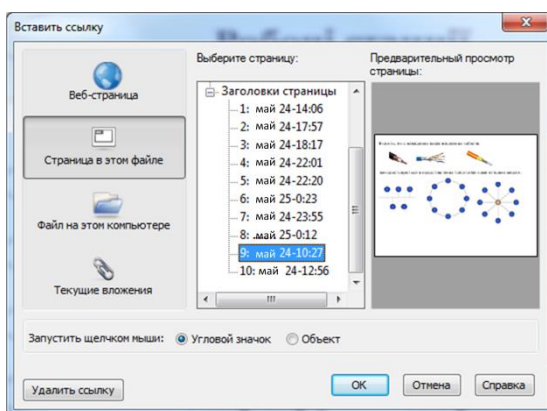 Вставить ссылку
Веб-страница
Страница в этом файле
Файл на этом компьютере
Текущие вложения
Выберите страницу:
Заголовки страницы
1: май 24-14:06
2: май 24-17:57
3: май 24-18:17
4: май 24-22:01
5: май 24-22:20
6: май 25-0:23
7: май 24-23:55
8: .май 25-0:12
9: май 24-10:27
10: май 24-12:56
Предварительный просмотр
страницы:
Запустить щелчком мыши:
Угловой значок
Объект
Удалить ссылку
OK
Отмена
Справка